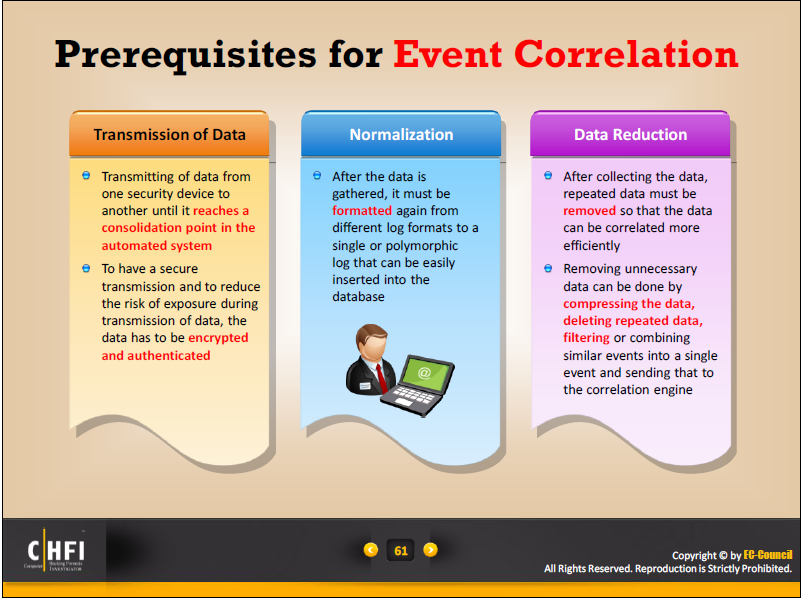 Prerequisites for Event Correlation
Transmission of Data
Transmitting of data from
one security device to
another until it reaches a
consolidation point in the
automated system
To have a secure
transmission and to reduce
the risk of exposure during
transmission of data, the
data has to be encrypted
and authenticated
Normalization
After the data is
gathered, it must be
formatted again from
different log formats to a
single or polymorphic
log that can be easily
inserted into the
database
@
Data Reduction
After collecting the data,
repeated data must be
removed so that the data
can be correlated more
efficiently
Removing unnecessary
data can be done by
compressing the data,
deleting repeated data,
filtering or combining
similar events into a single
event and sending that to
the correlation engine
CHFI
Computer Hacking Forensic
INVESTIGATOR
61
Copyright © by EC-Council
All Rights Reserved. Reproduction is Strictly Prohibited.